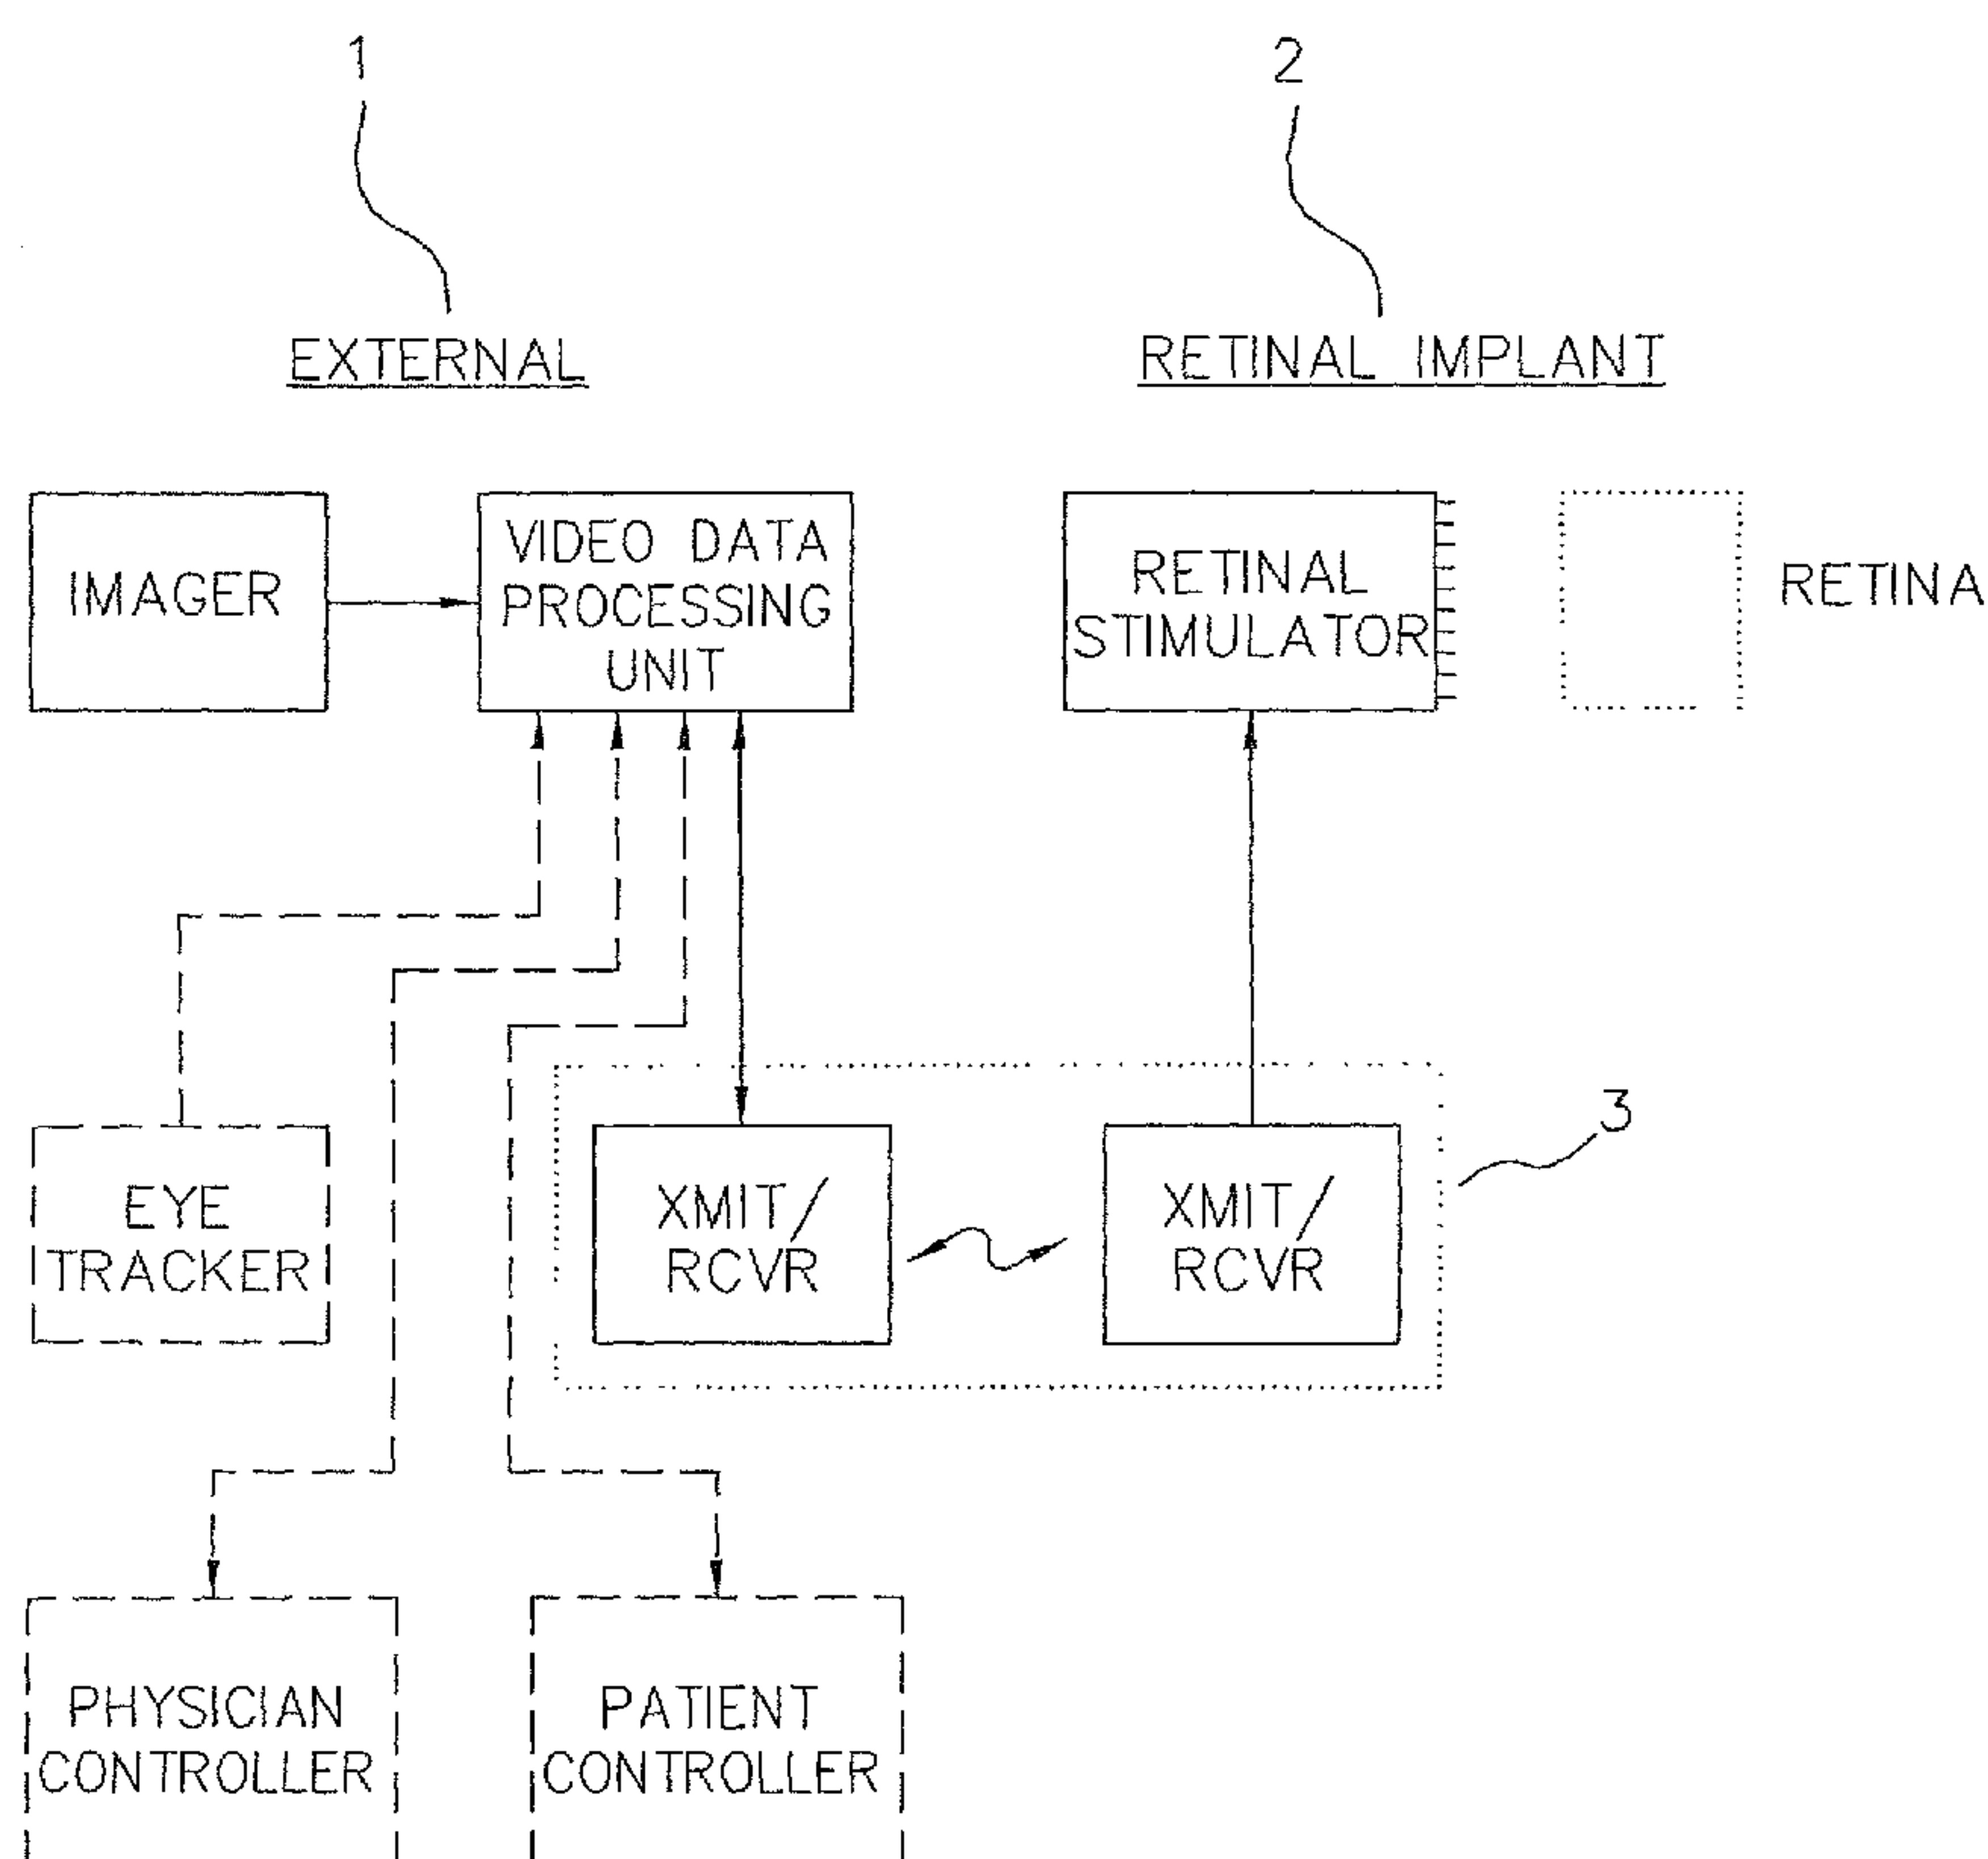 1
2
EXTERNAL
RETINAL IMPLANT
IMAGER
VIDEO DATA
PROCESSING
UNIT
RETINAL
STIMULATOR
RETINA
3
EYE
TRACKER
XMIT/
RCVR
XMIT/
RCVR
PHYSICIAN
CONTROLLER
PATIENT
CONTROLLER